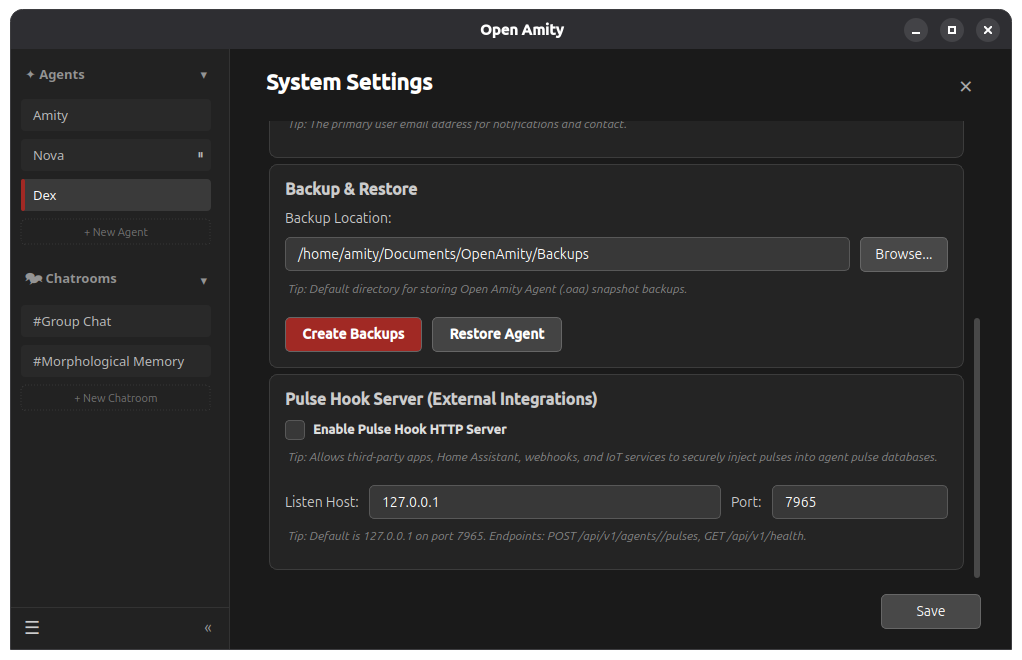 Open Amity
Agents
Amity
Nova
Dex
+ New Agent
Chatrooms
#Group Chat
#Morphological Memory
+ New Chatroom
System Settings
Tip: The primary user email address for notifications and contact.
Backup & Restore
Backup Location:
/home/amity/Documents/OpenAmity/Backups
Browse...
Tip: Default directory for storing Open Amity Agent (.oaa) snapshot backups.
Create Backups
Restore Agent
Pulse Hook Server (External Integrations)
Enable Pulse Hook HTTP Server
Tip: Allows third-party apps, Home Assistant, webhooks, and IoT services to securely inject pulses into agent pulse databases.
Listen Host: 127.0.0.1 Port: 7965
Tip: Default is 127.0.0.1 on port 7965. Endpoints: POST /api/v1/agents//pulses, GET /api/v1/health.
Save